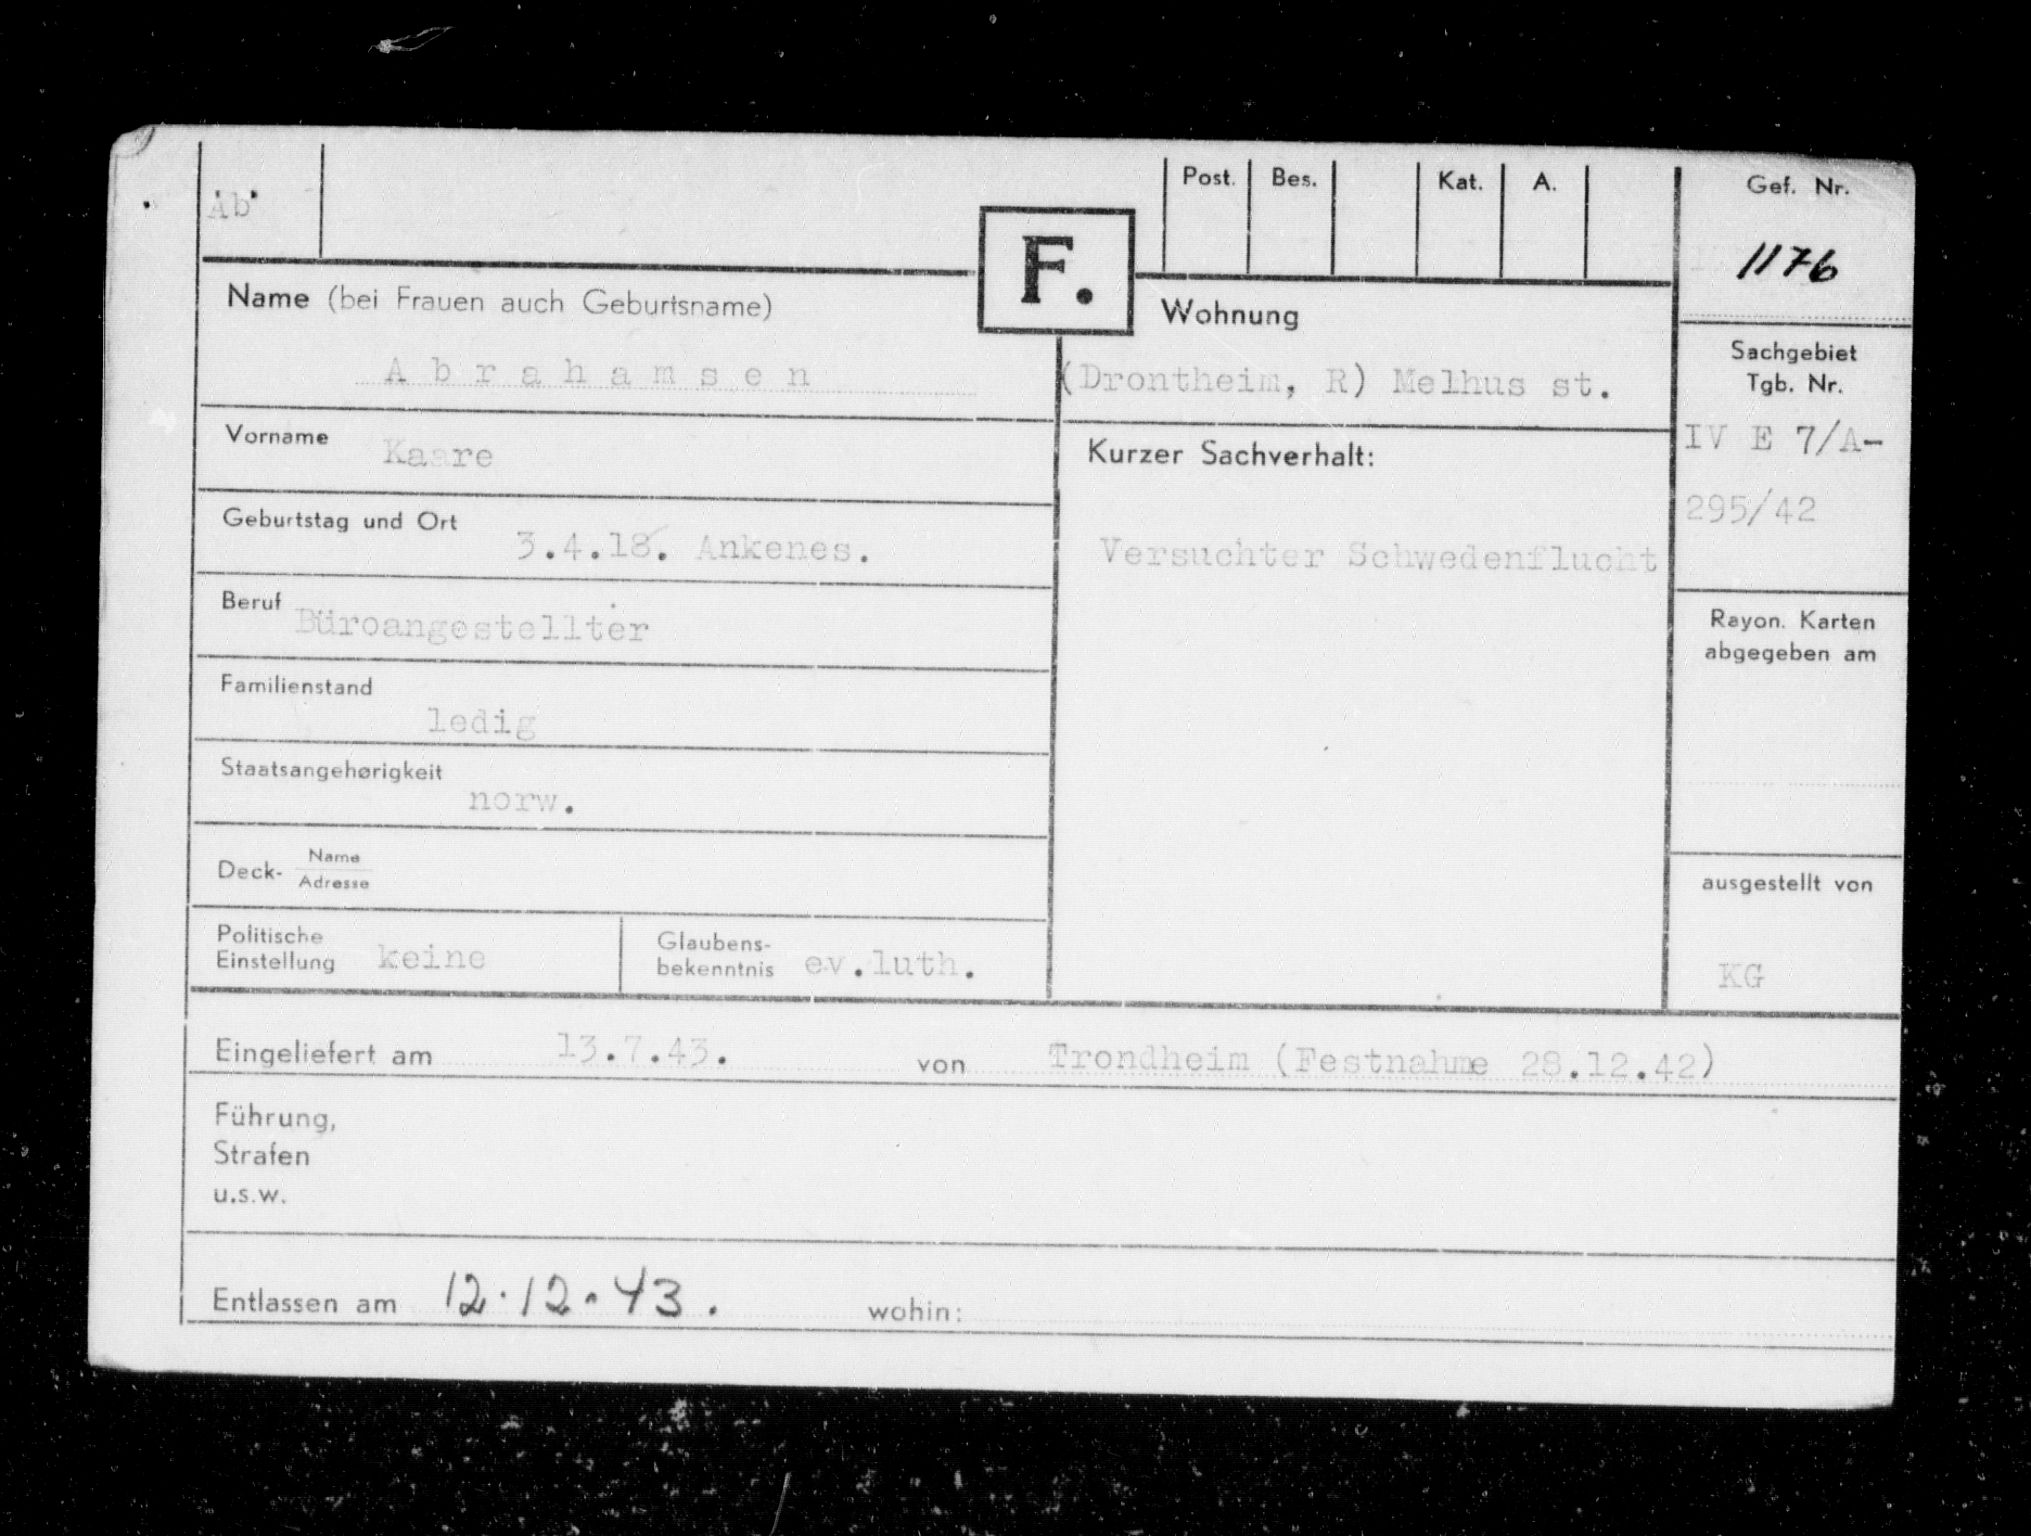 Ab
Post. Bes. Kat. A.
Gef. Nr.
1176
F.
Name (bei Frauen auch Geburtsname)
Abrahamsen
Wohnung
(Drontheim, R) Melhus st.
Sachgebiet
Tgb. Nr.
IV E 7/A-
295/42
Vorname Kaare
Kurzer Sachverhalt:
Versuchter Schwedenflucht
Geburtstag und Ort 3.4.18. Ankenes.
Beruf Büroangestellter
Rayon. Karten
abgegeben am
Familienstand
ledig
Staatsangehørigkeit
norw.
Deck- Name
Adresse
ausgestellt von
KG
Politische
Einstellung keine
Glaubens-
bekenntnis ev.luth.
Eingeliefert am 13.7.43. von Trondheim (Festnahme 28.12.42)
Führung,
Strafen
u.s.w.
Entlassen am 12.12.43. wohin: